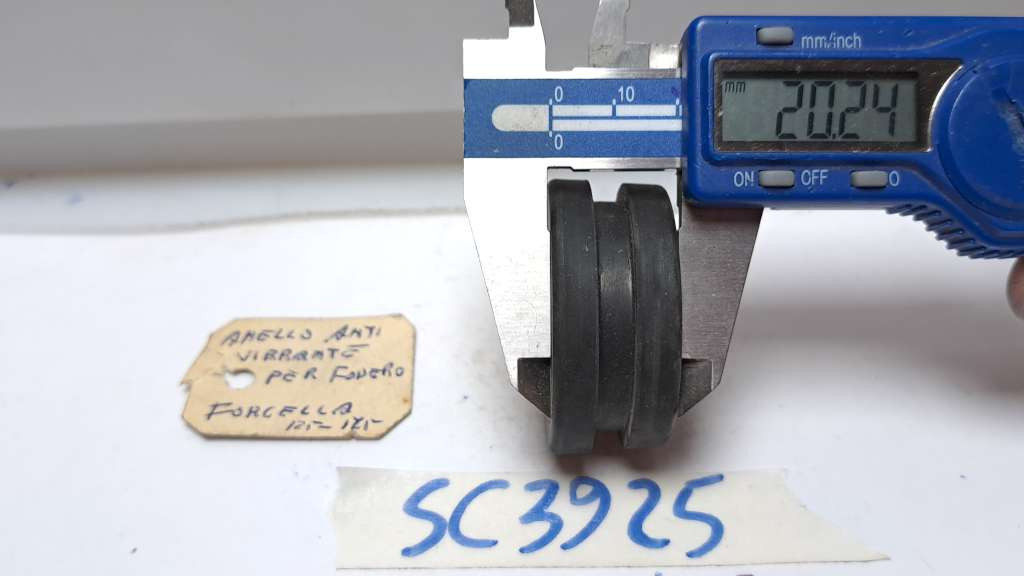 mm/inch
mm
20.24
0 10
0
ON OFF 0
ANELLO ANTI
VIBRANTE
PER FODERO
FORCELLA
125-175
SC3925